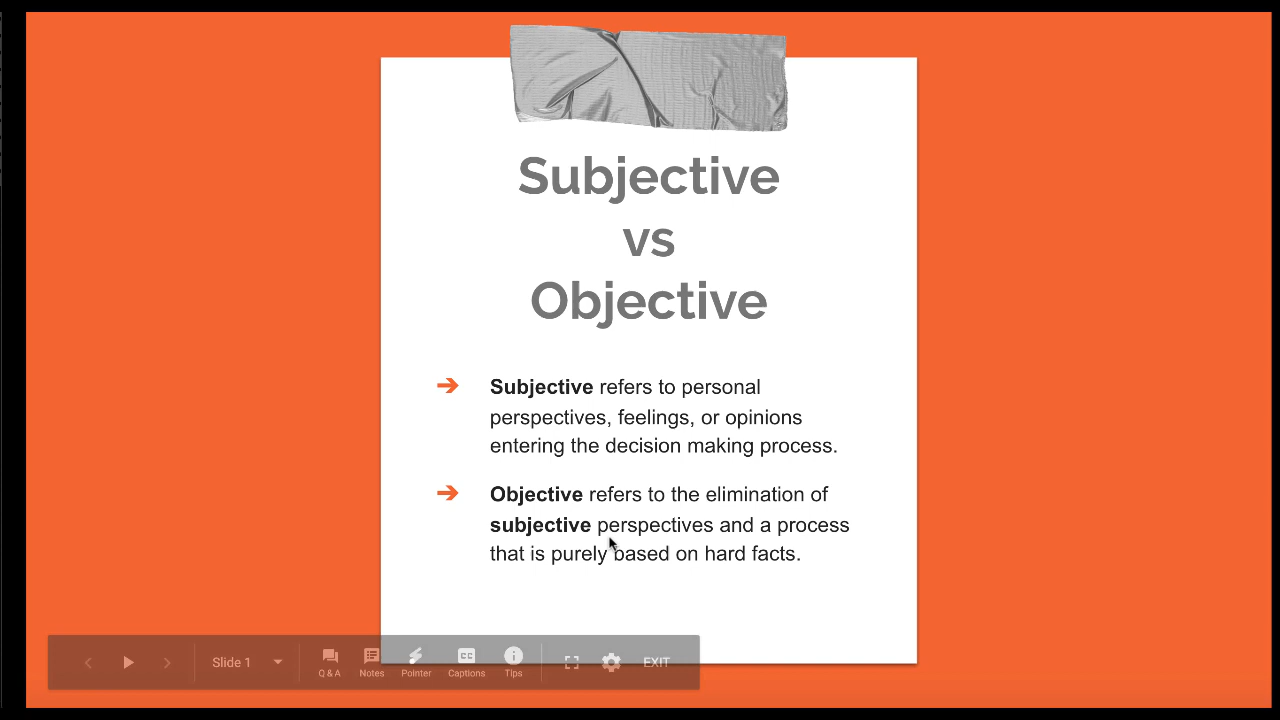 Subjective
vs
Objective
➔ Subjective refers to personal
perspectives, feelings, or opinions
entering the decision making process.
➔ Objective refers to the elimination of
subjective perspectives and a process
that is purely based on hard facts.
Slide 1
Q & A
Notes
Pointer
CC
Captions
Tips
EXIT